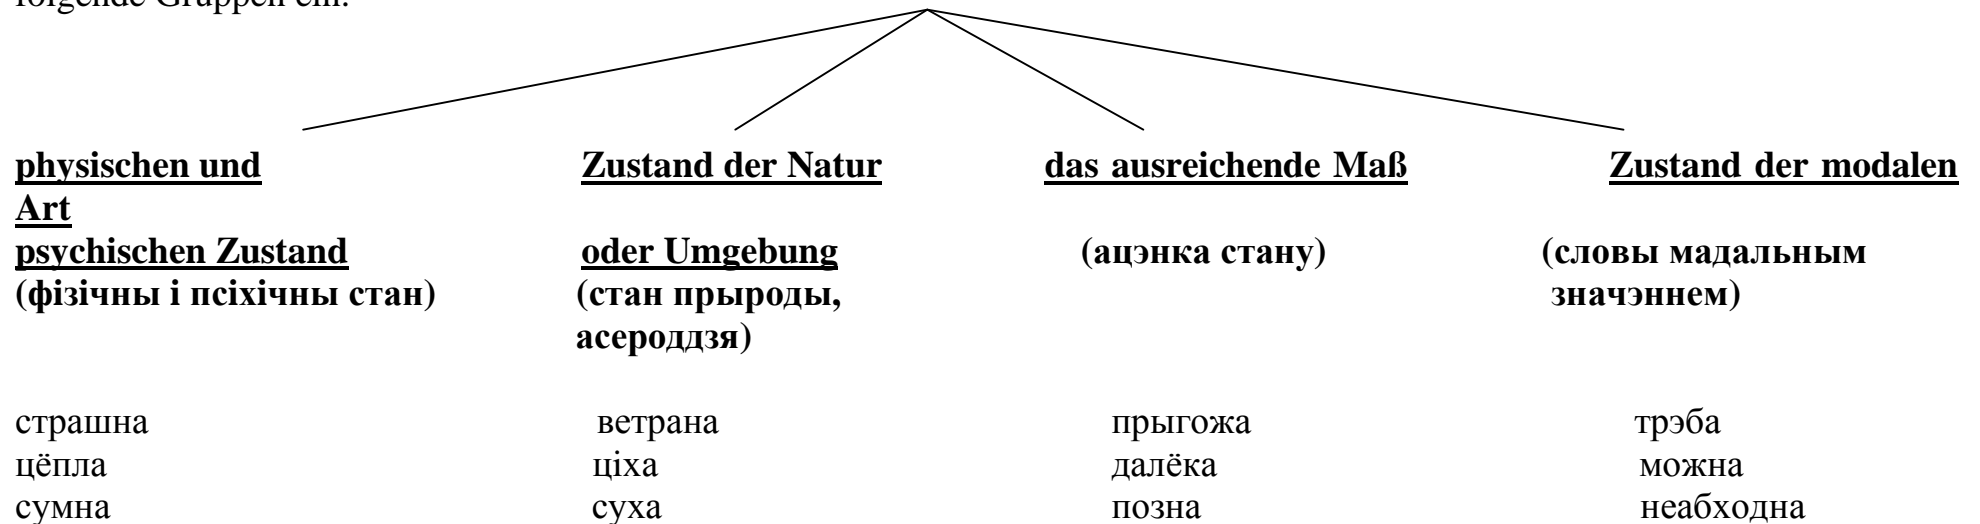 folgende Gruppen ein:
physischen und Zustand der Natur das ausreichende Maß Zustand der modalen
Art
psychischen Zustand oder Umgebung (ацэнка стану) (словы мадальным
(фізічны і псіхічны стан) (стан прыроды, значэннем)
асероддзя)
страшна ветрана прыгожа трэба
цёпла ціха далёка можна
сумна суха позна неабходна